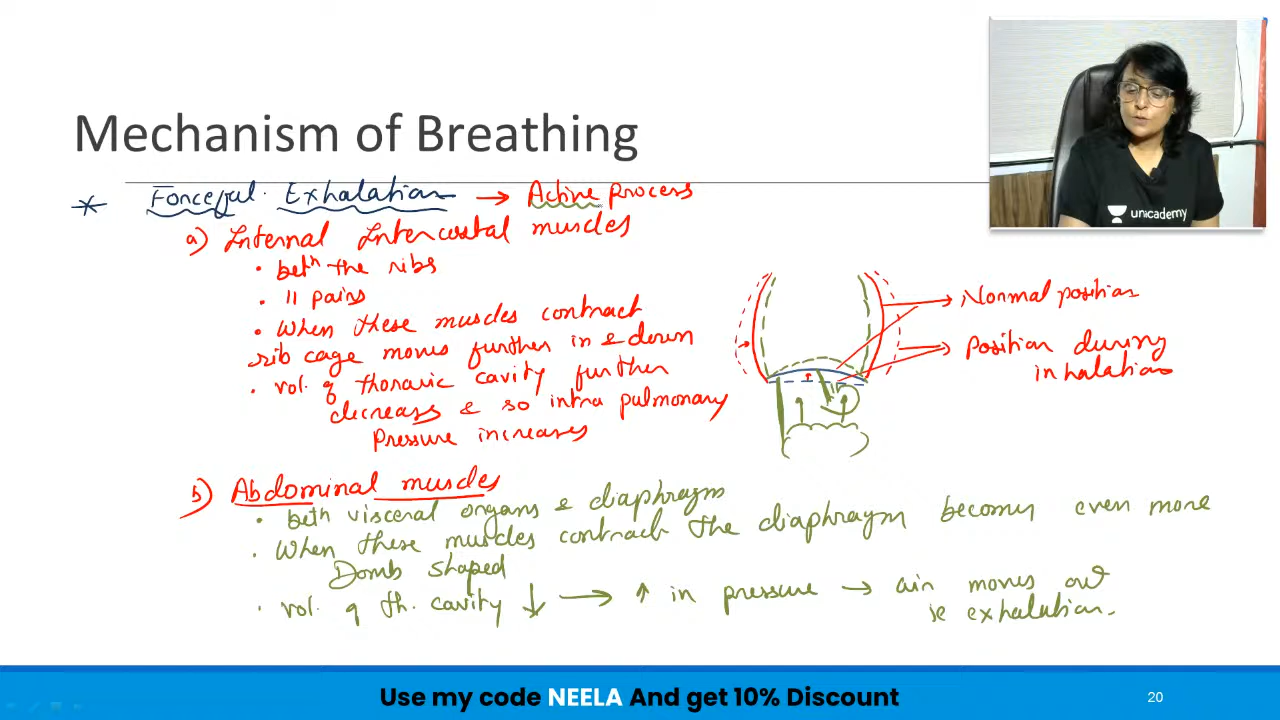 Mechanism of Breathing
* Forceful Exhalation → Active process
a) Internal Intercostal muscles
• betn the ribs
• 11 pairs
• When these muscles contract
rib cage moves further in & down
• vol. of thoracic cavity further
decreases & so intra pulmonary
Pressure increases
Normal position
Position during
inhalation
b) Abdominal muscles
• betn visceral organs & diaphragm
• When these muscles contract the diaphragm becomes even more
Domb shaped
• vol. of th. cavity ↓ → ↑ in pressure → air moves out
ie exhalation.
unacademy
Use my code NEELA And get 10% Discount
20